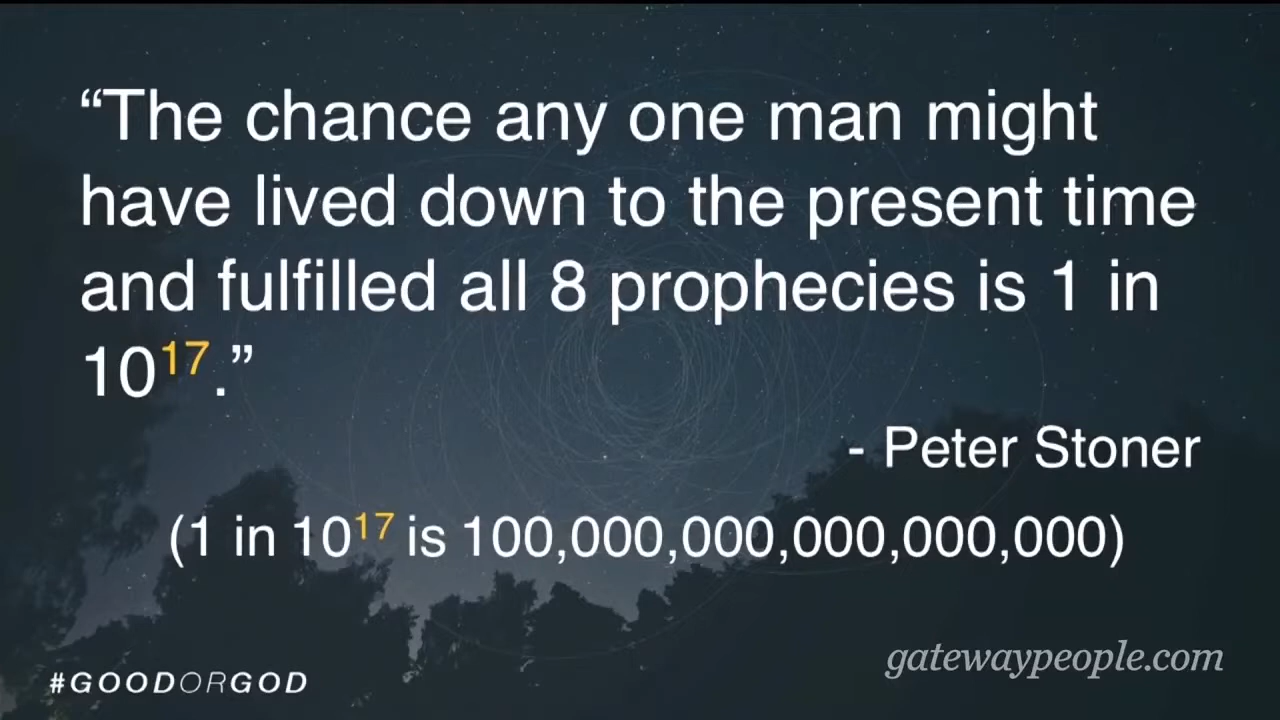 “The chance any one man might
have lived down to the present time
and fulfilled all 8 prophecies is 1 in
10¹⁷.”
- Peter Stoner
(1 in 10¹⁷ is 100,000,000,000,000,000)
gatewaypeople.com
#GOODORGOD